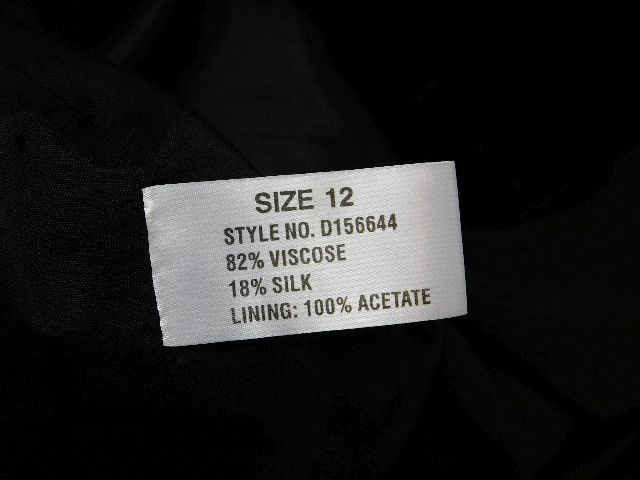 SIZE 12
STYLE NO. D156644
82% VISCOSE
18% SILK
LINING: 100% ACETATE